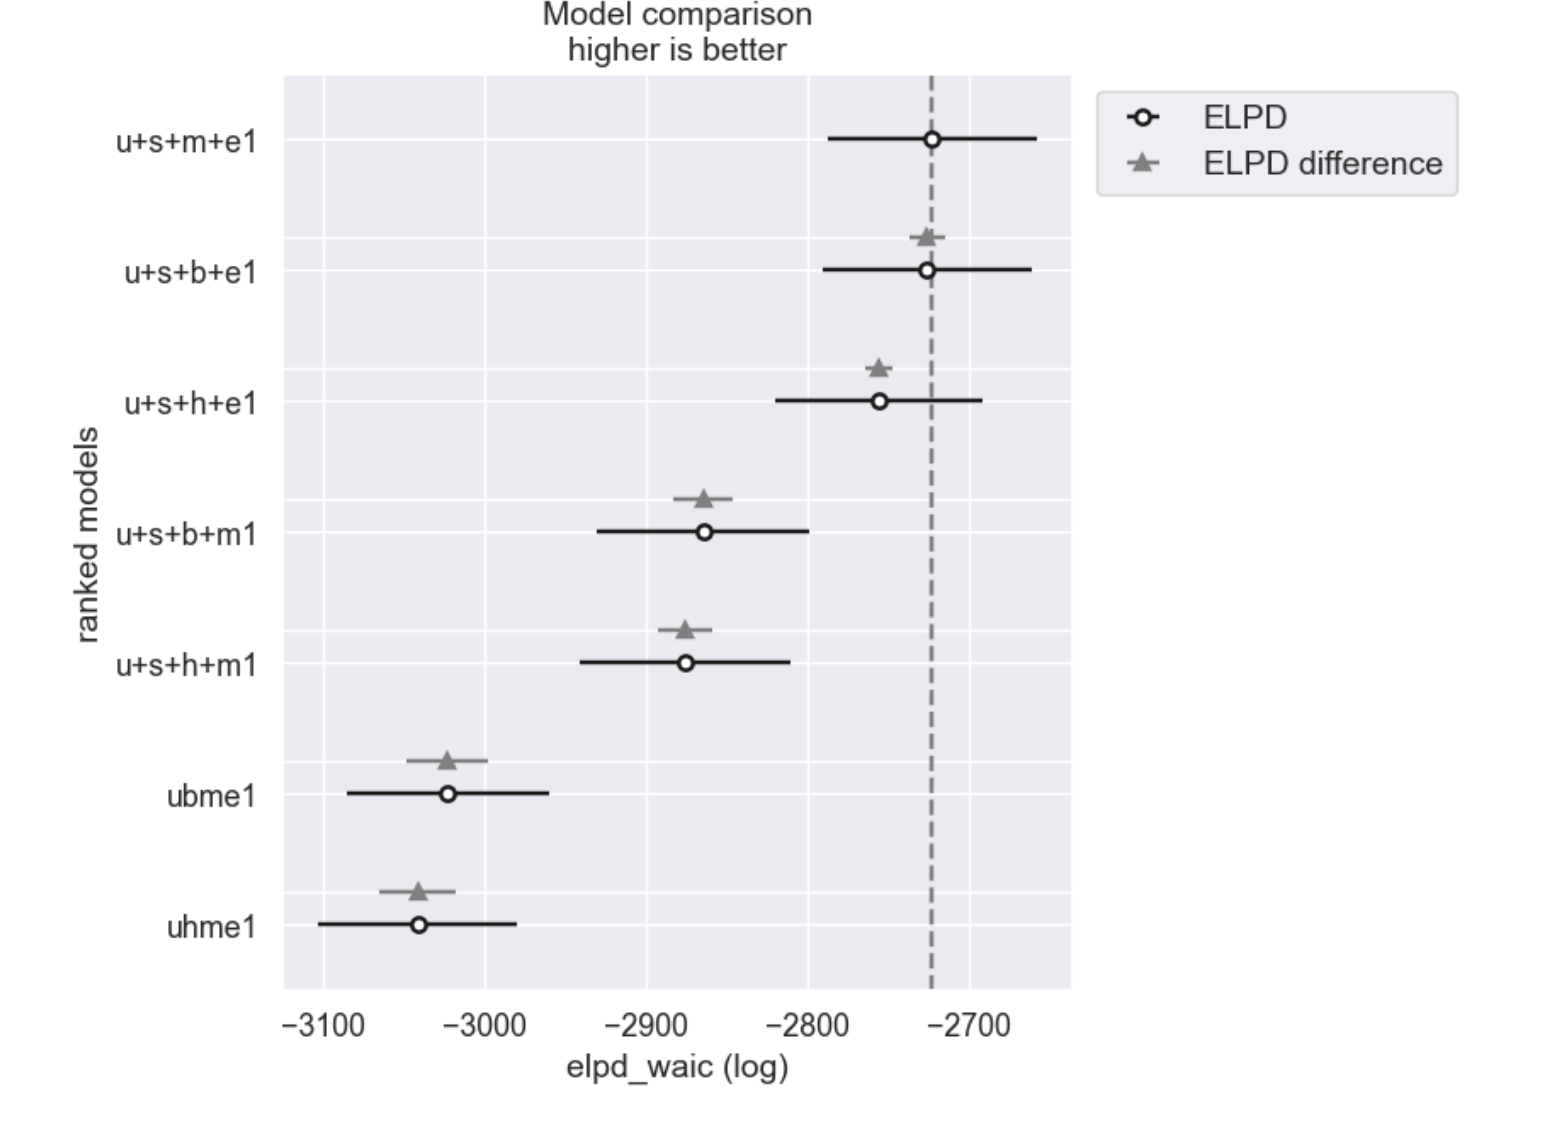 Model comparison
higher is better
ELPD
ELPD difference
ranked models
u+s+m+e1
u+s+b+e1
u+s+h+e1
u+s+b+m1
u+s+h+m1
ubme1
uhme1
−3100 −3000 −2900 −2800 −2700
elpd_waic (log)